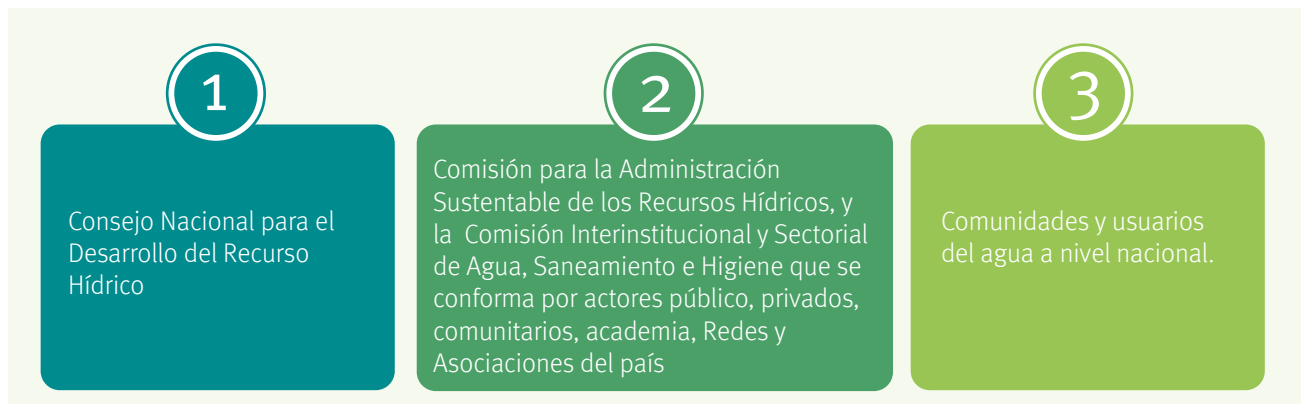 1
Consejo Nacional para el
Desarrollo del Recurso
Hídrico
2
Comisión para la Administración
Sustentable de los Recursos Hídricos, y
la Comisión Interinstitucional y Sectorial
de Agua, Saneamiento e Higiene que se
conforma por actores público, privados,
comunitarios, academia, Redes y
Asociaciones del país
3
Comunidades y usuarios
del agua a nivel nacional.